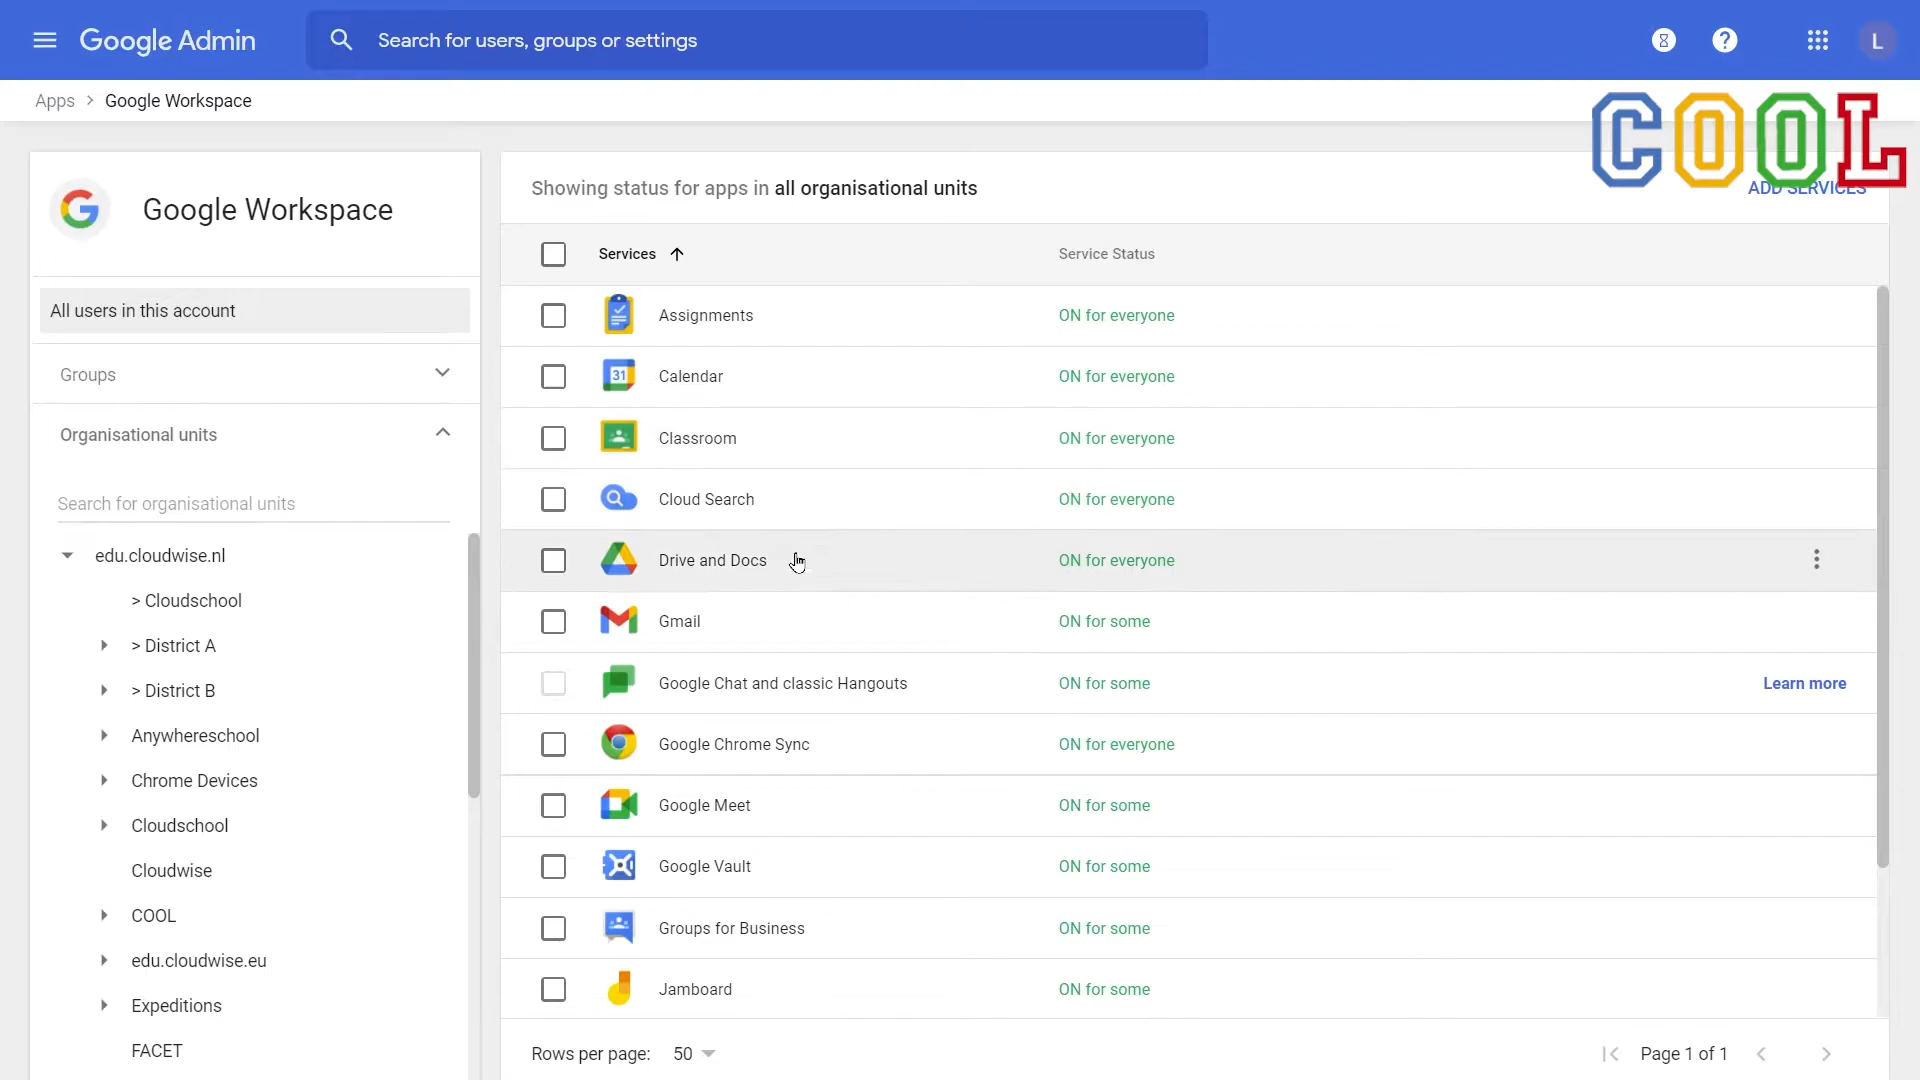 Google Admin
Search for users, groups or settings
L
Apps > Google Workspace
COOL
Google Workspace
Showing status for apps in all organisational units
ADD SERVICES
All users in this account
Groups
Organisational units
Search for organisational units
edu.cloudwise.nl
> Cloudschool
> District A
> District B
Anywhereschool
Chrome Devices
Cloudschool
Cloudwise
COOL
edu.cloudwise.eu
Expeditions
FACET
Services Service Status
Assignments ON for everyone
31
Calendar ON for everyone
Classroom ON for everyone
Cloud Search ON for everyone
Drive and Docs ON for everyone
Gmail ON for some
Google Chat and classic Hangouts ON for some Learn more
Google Chrome Sync ON for everyone
Google Meet ON for some
Google Vault ON for some
Groups for Business ON for some
Jamboard ON for some
Rows per page: 50 Page 1 of 1